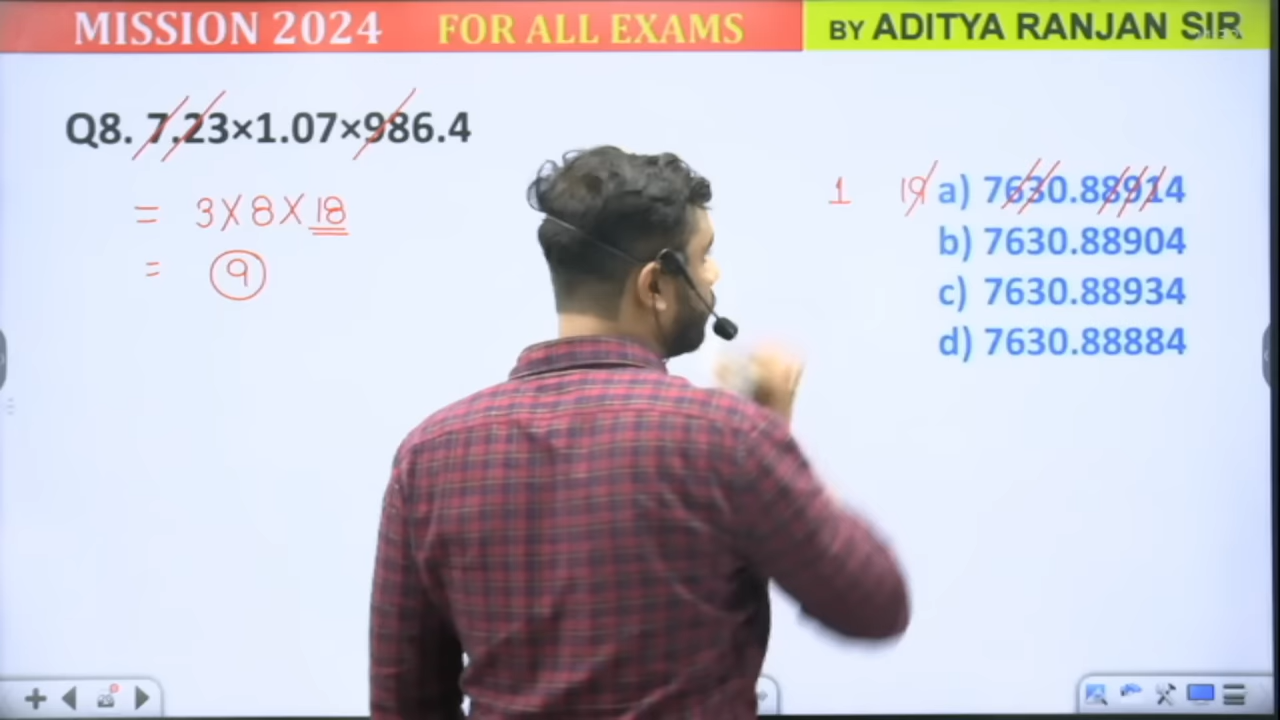 MISSION 2024 FOR ALL EXAMS BY ADITYA RANJAN SIR
Q8. 7.23×1.07×986.4
= 3×8×18
= 9
1 19 a) 7630.88914
b) 7630.88904
c) 7630.88934
d) 7630.88884